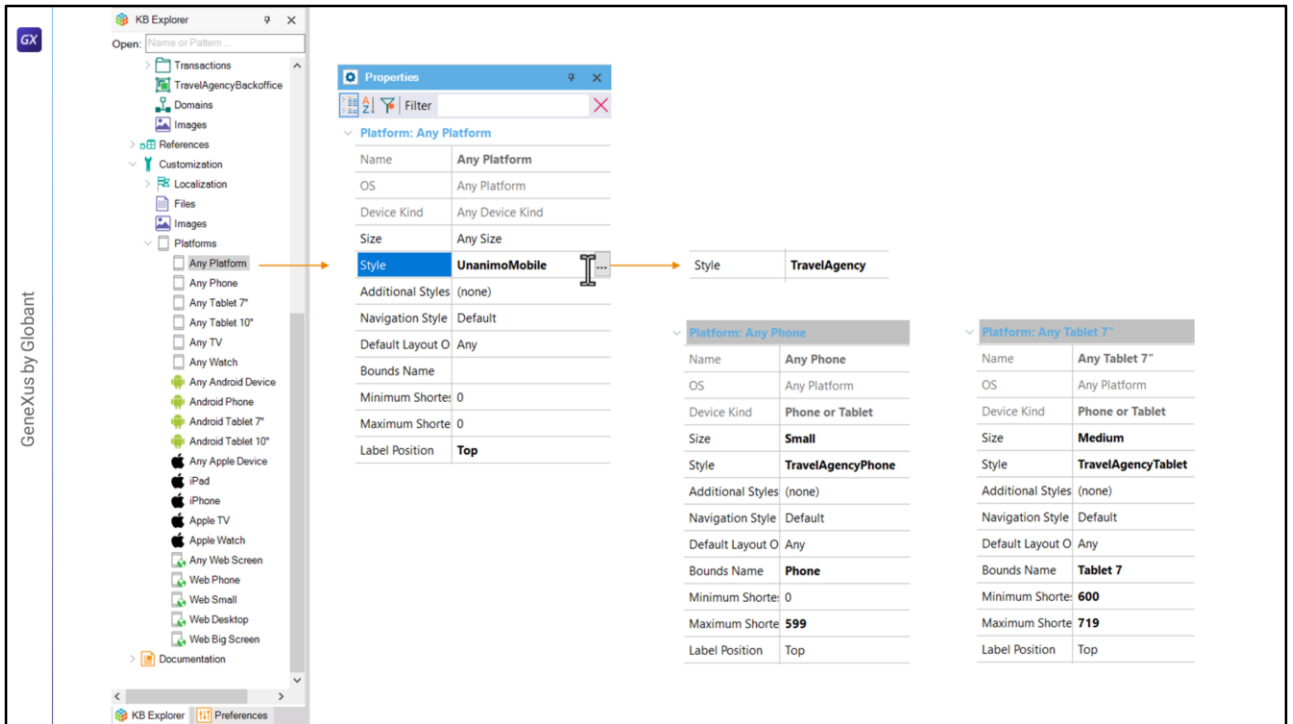 GX
GeneXus by Globant
KB Explorer
Open: Name or Pattern...
Transactions
TravelAgencyBackoffice
Domains
Images
References
Customization
Localization
Files
Images
Platforms
Any Platform
Any Phone
Any Tablet 7"
Any Tablet 10"
Any TV
Any Watch
Any Android Device
Android Phone
Android Tablet 7"
Android Tablet 10"
Any Apple Device
iPad
iPhone
Apple TV
Apple Watch
Any Web Screen
Web Phone
Web Small
Web Desktop
Web Big Screen
Documentation
KB Explorer Preferences
Properties
Filter
Platform: Any Platform
Name Any Platform
OS Any Platform
Device Kind Any Device Kind
Size Any Size
Style UnanimoMobile ...
Additional Styles (none)
Navigation Style Default
Default Layout O Any
Bounds Name
Minimum Shortes 0
Maximum Shorte 0
Label Position Top
Style TravelAgency
Platform: Any Phone
Name Any Phone
OS Any Platform
Device Kind Phone or Tablet
Size Small
Style TravelAgencyPhone
Additional Styles (none)
Navigation Style Default
Default Layout O Any
Bounds Name Phone
Minimum Shortes 0
Maximum Shorte 599
Label Position Top
Platform: Any Tablet 7"
Name Any Tablet 7"
OS Any Platform
Device Kind Phone or Tablet
Size Medium
Style TravelAgencyTablet
Additional Styles (none)
Navigation Style Default
Default Layout O Any
Bounds Name Tablet 7
Minimum Shortes 600
Maximum Shorte 719
Label Position Top